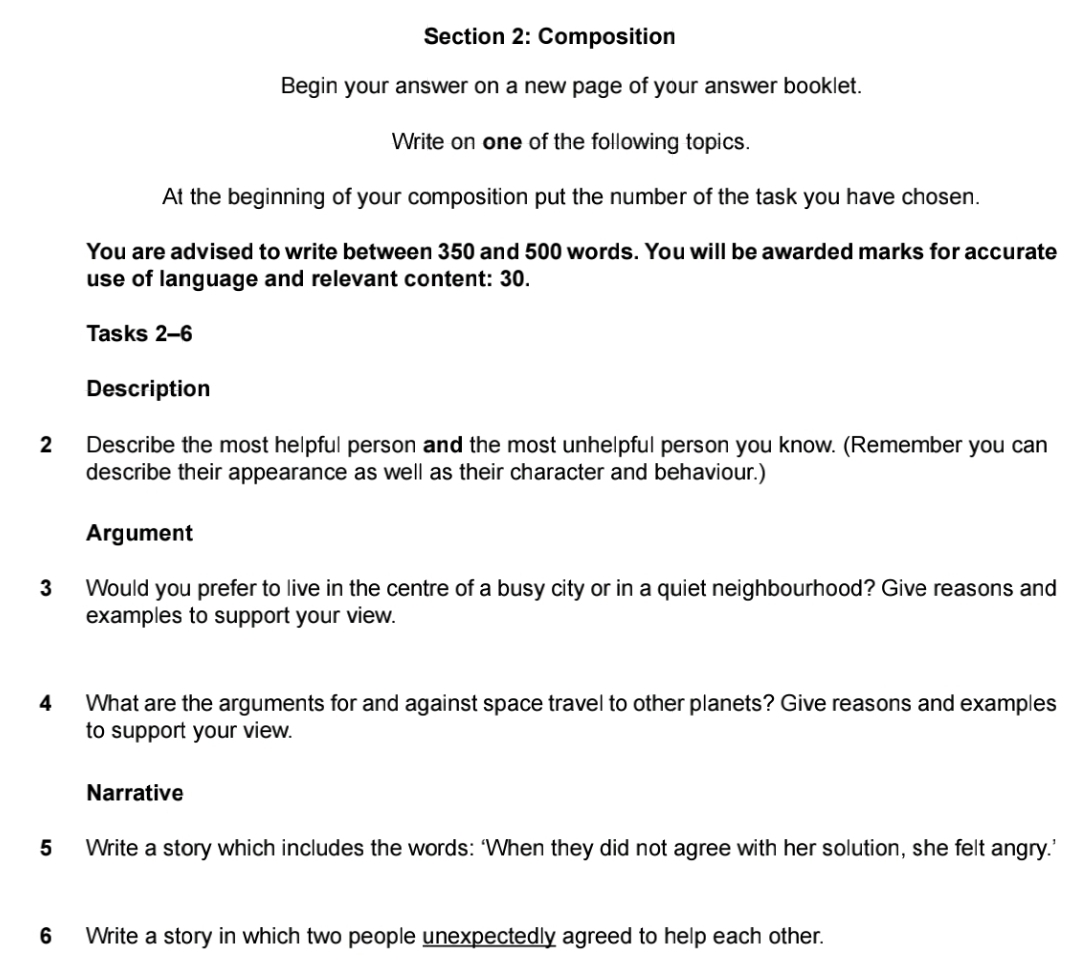 Section 2: Composition
Begin your answer on a new page of your answer booklet.
Write on one of the following topics.
At the beginning of your composition put the number of the task you have chosen.
You are advised to write between 350 and 500 words. You will be awarded marks for accurate
use of language and relevant content: 30.
Tasks 2–6
Description
2 Describe the most helpful person and the most unhelpful person you know. (Remember you can
describe their appearance as well as their character and behaviour.)
Argument
3 Would you prefer to live in the centre of a busy city or in a quiet neighbourhood? Give reasons and
examples to support your view.
4 What are the arguments for and against space travel to other planets? Give reasons and examples
to support your view.
Narrative
5 Write a story which includes the words: ‘When they did not agree with her solution, she felt angry.’
6 Write a story in which two people unexpectedly agreed to help each other.